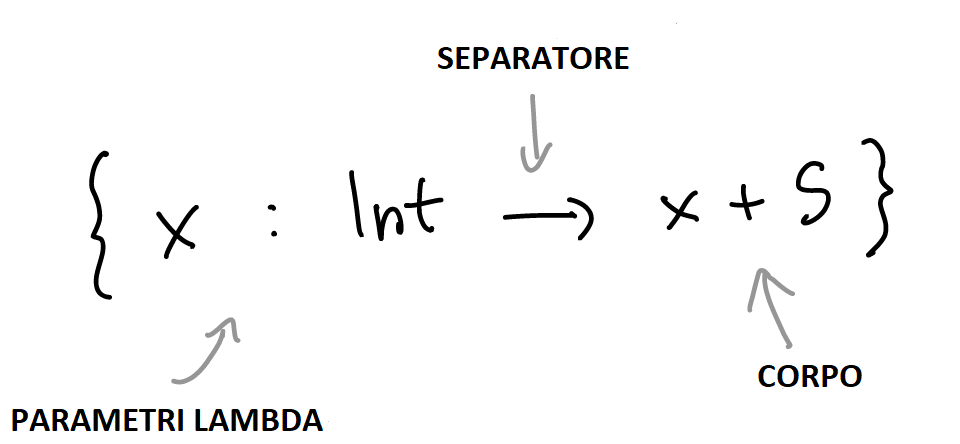 SEPARATORE
{ x : Int → x + 5 }
CORPO
PARAMETRI LAMBDA